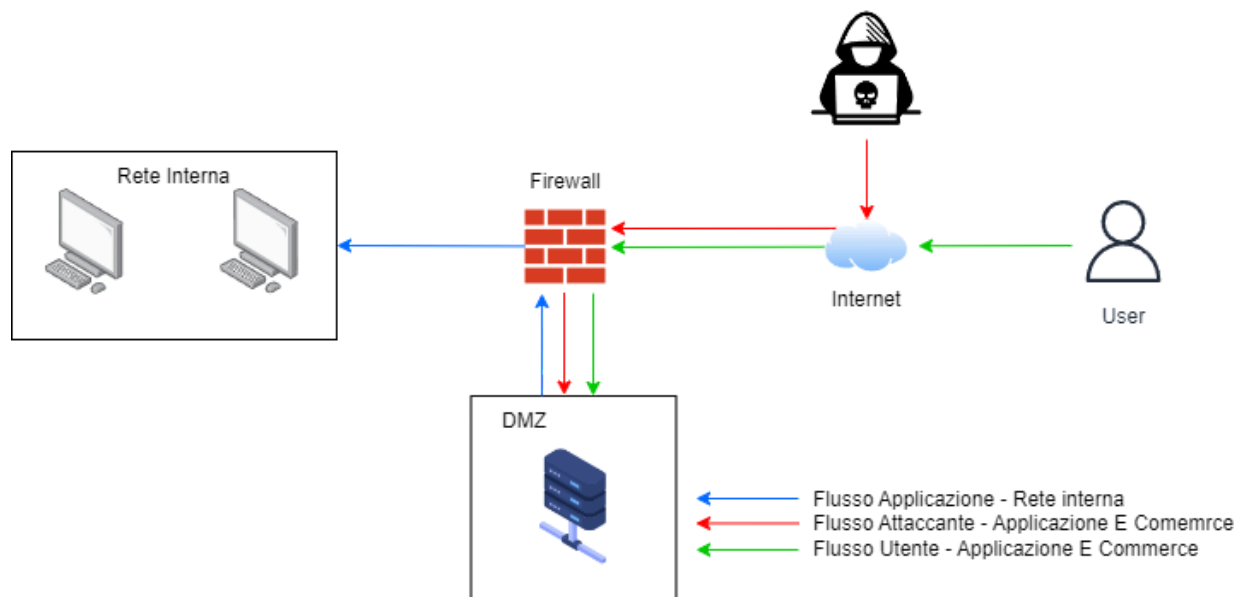 Rete Interna
Firewall
Internet
User
DMZ
Flusso Applicazione - Rete interna
Flusso Attaccante - Applicazione E Comemrce
Flusso Utente - Applicazione E Commerce